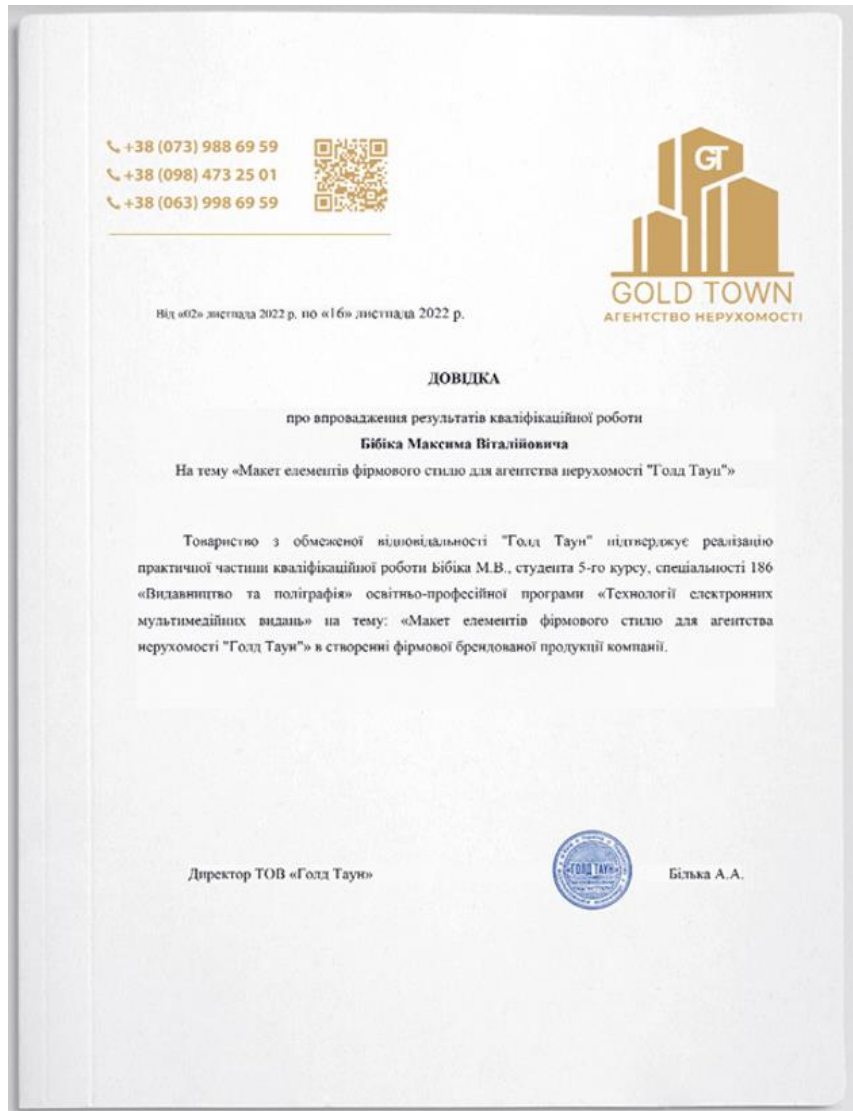 +38 (073) 988 69 59
+38 (098) 473 25 01
+38 (063) 998 69 59
GT
GOLD TOWN
АГЕНТСТВО НЕРУХОМОСТІ
Від «02» листпада 2022 р. по «16» листпада 2022 р.
ДОВІДКА
про впровадження результатів кваліфікаційної роботи
Бібіка Максима Віталійовича
На тему «Макет елементів фірмового стилю для агентства нерухомості "Голд Таун"»
Товариство з обмеженої відповідальності "Голд Таун" підтверджує реалізацію
практичної частини кваліфікаційної роботи Бібіка М.В., студента 5-го курсу, спеціальності 186
«Видавництво та поліграфія» освітньо-професійної програми «Технології електронних
мультимедійних видань» на тему: «Макет елементів фірмового стилю для агентства
нерухомості "Голд Таун"» в створенні фірмової брендованої продукції компанії.
Директор ТОВ «Голд Таун»
«ГОЛД ТАУН»
Білька А.А.